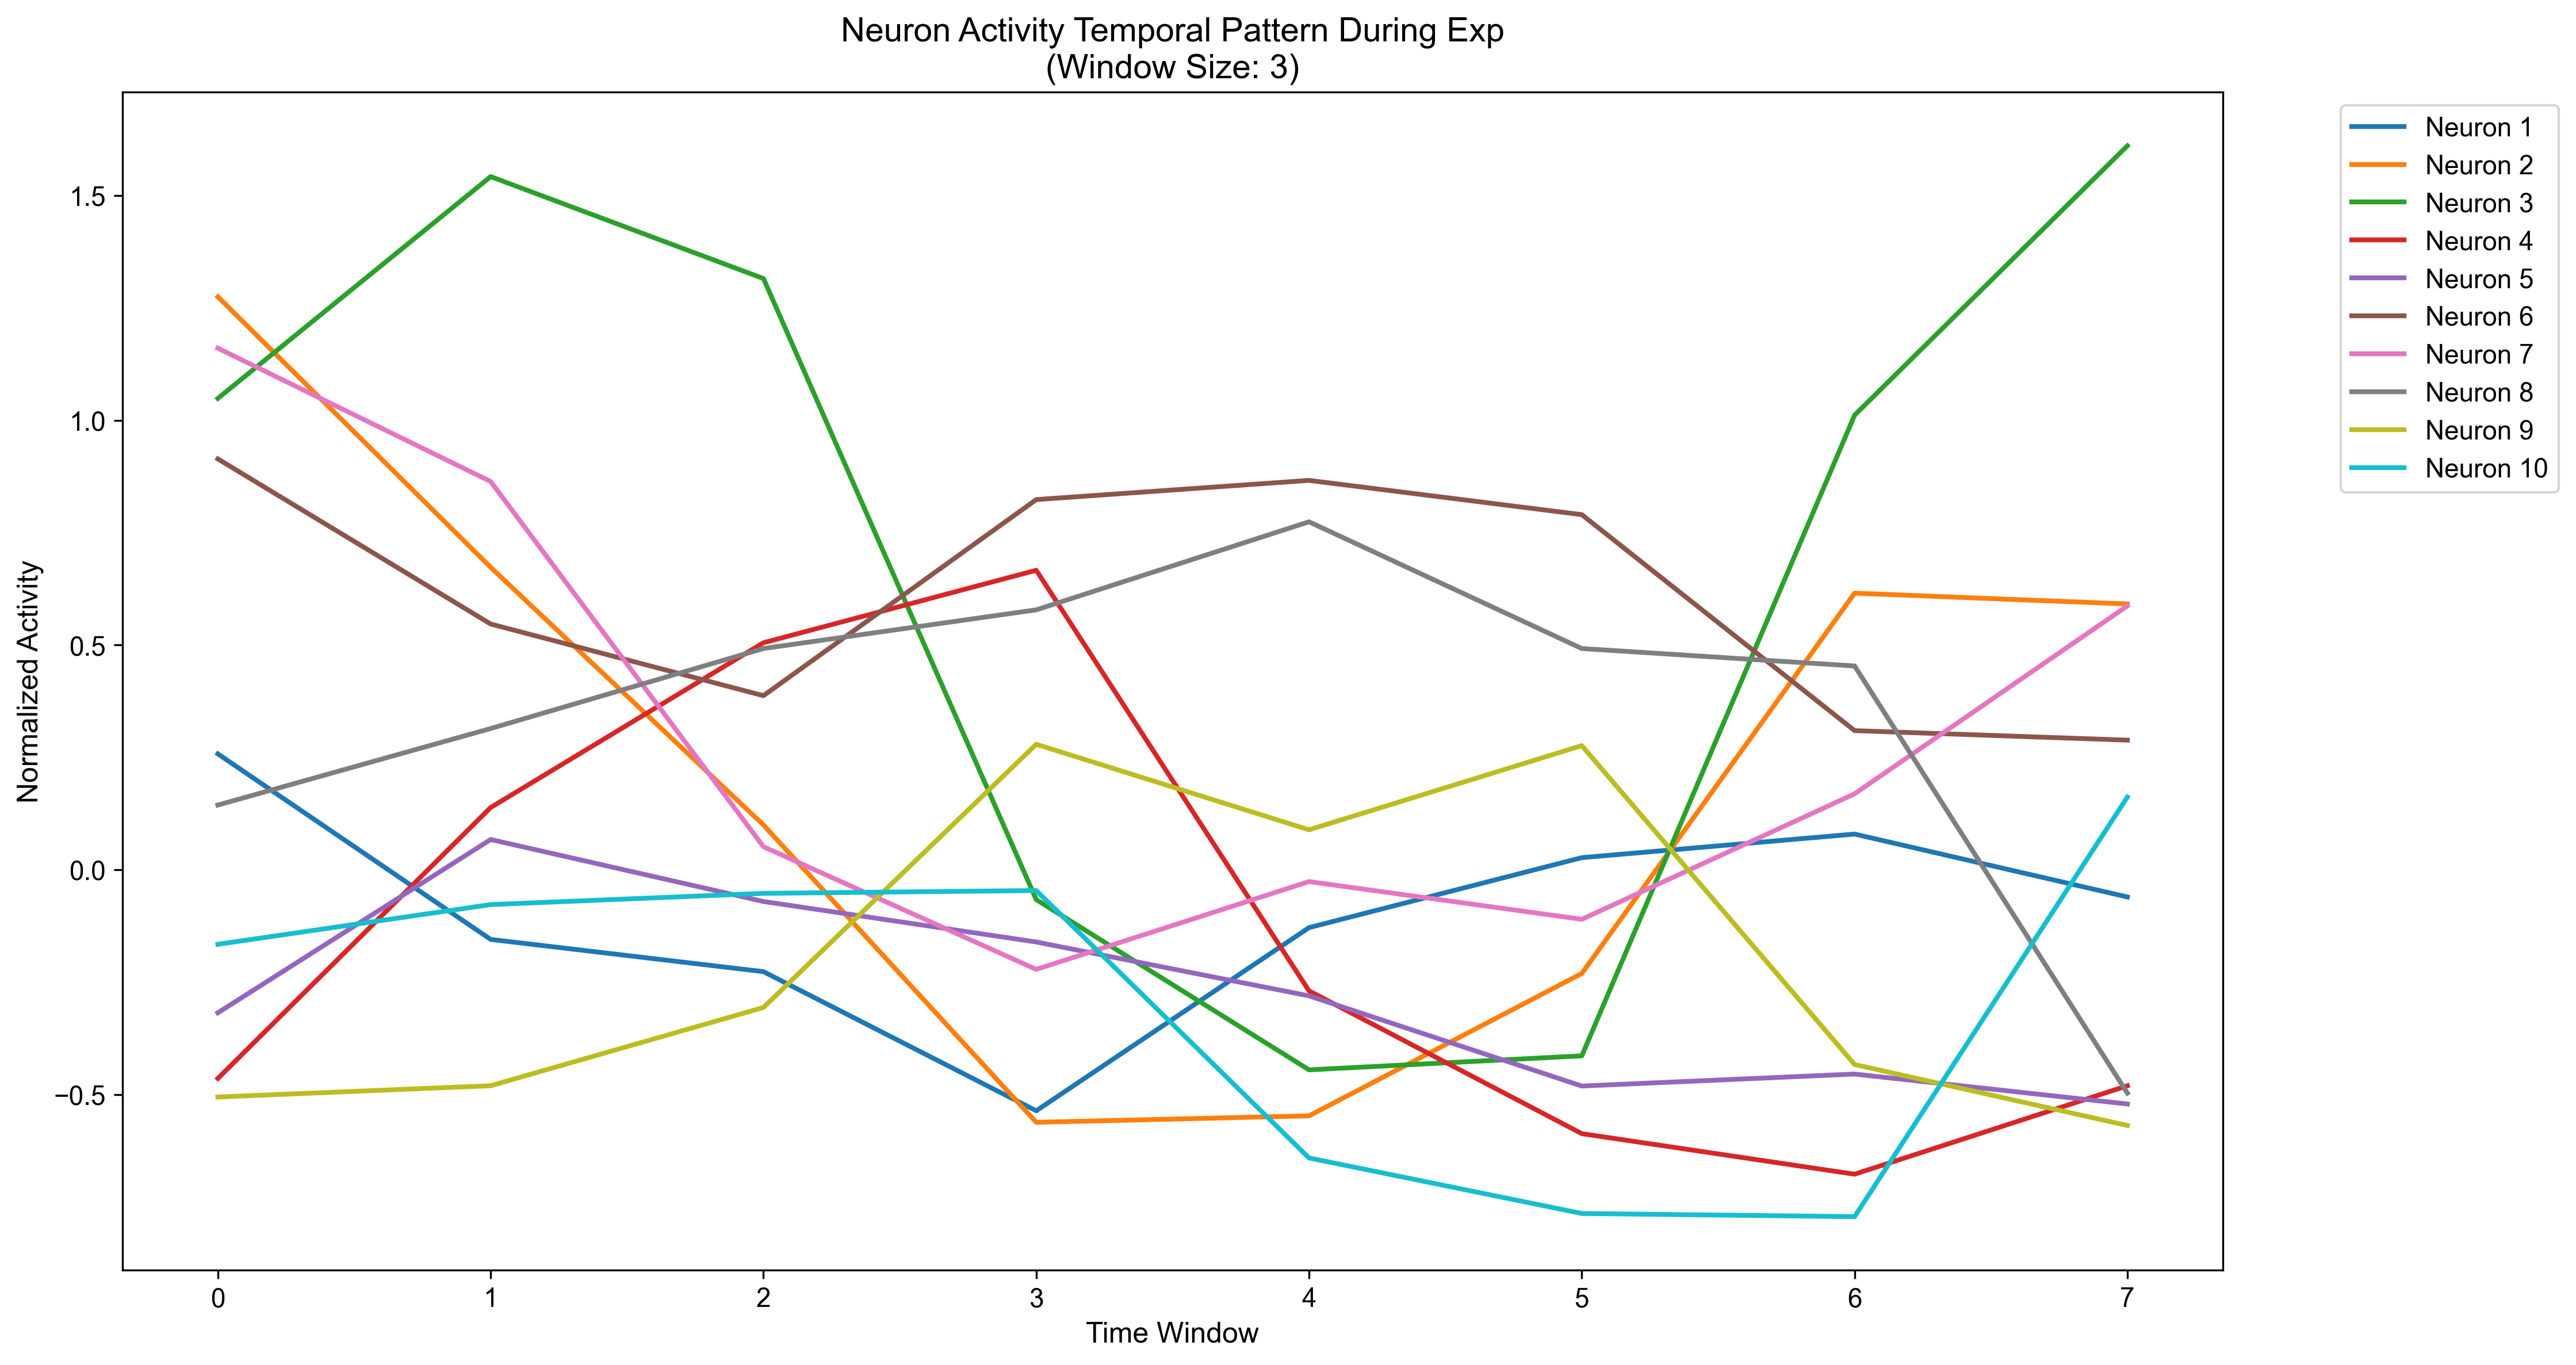 Neuron Activity Temporal Pattern During Exp
(Window Size: 3)
Normalized Activity
1.5
1.0
0.5
0.0
−0.5
0 1 2 3 4 5 6 7
Time Window
Neuron 1
Neuron 2
Neuron 3
Neuron 4
Neuron 5
Neuron 6
Neuron 7
Neuron 8
Neuron 9
Neuron 10